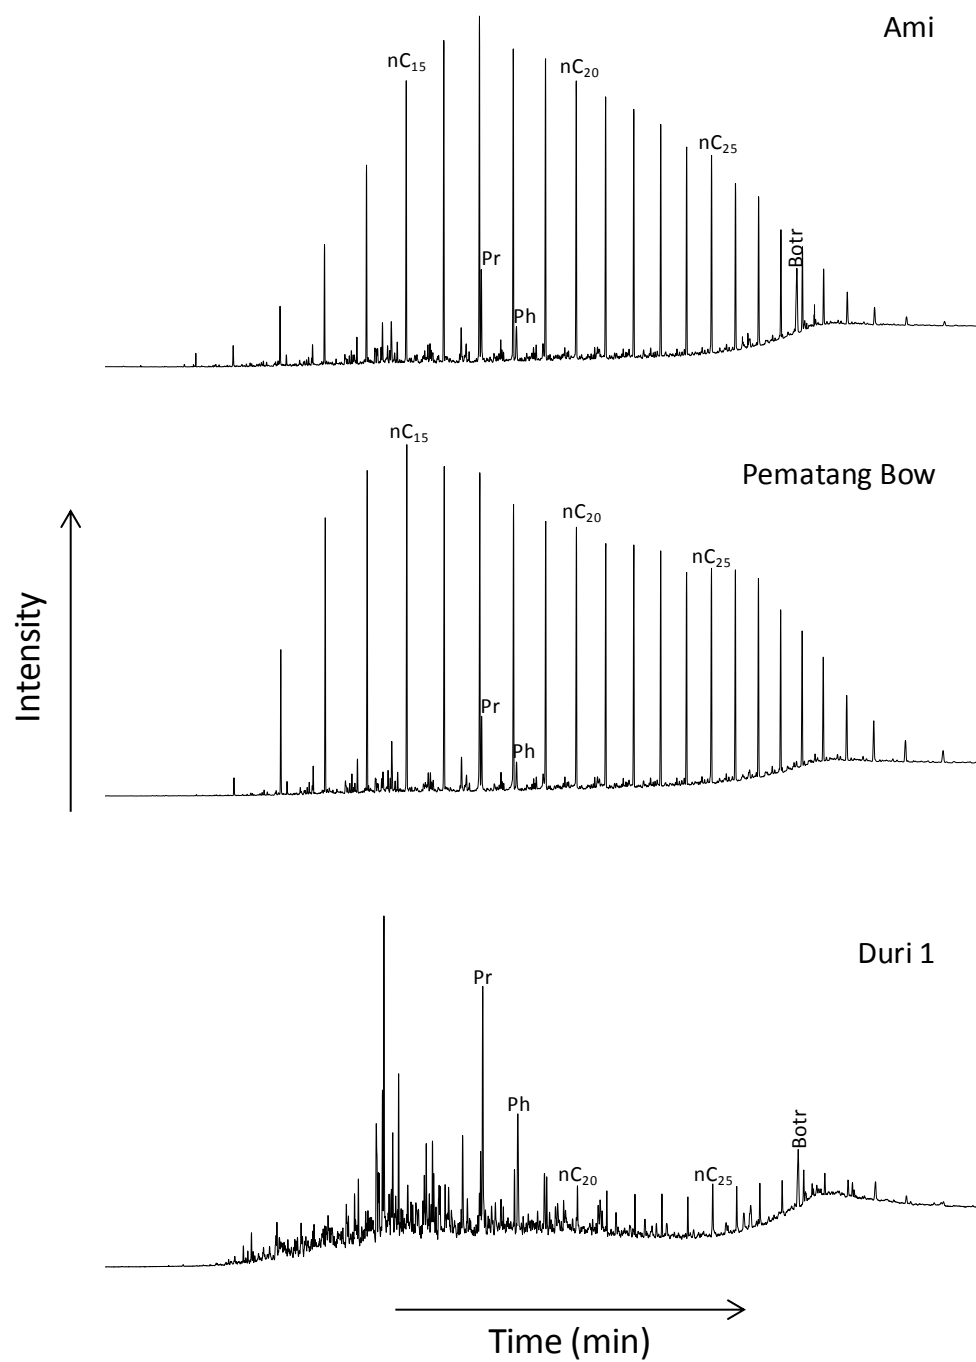 Ami
nC15
nC20
nC25
Pr
Ph
Botr
Pematang Bow
nC15
nC20
nC25
Pr
Ph
Intensity
Duri 1
Pr
Ph
nC20
nC25
Botr
Time (min)